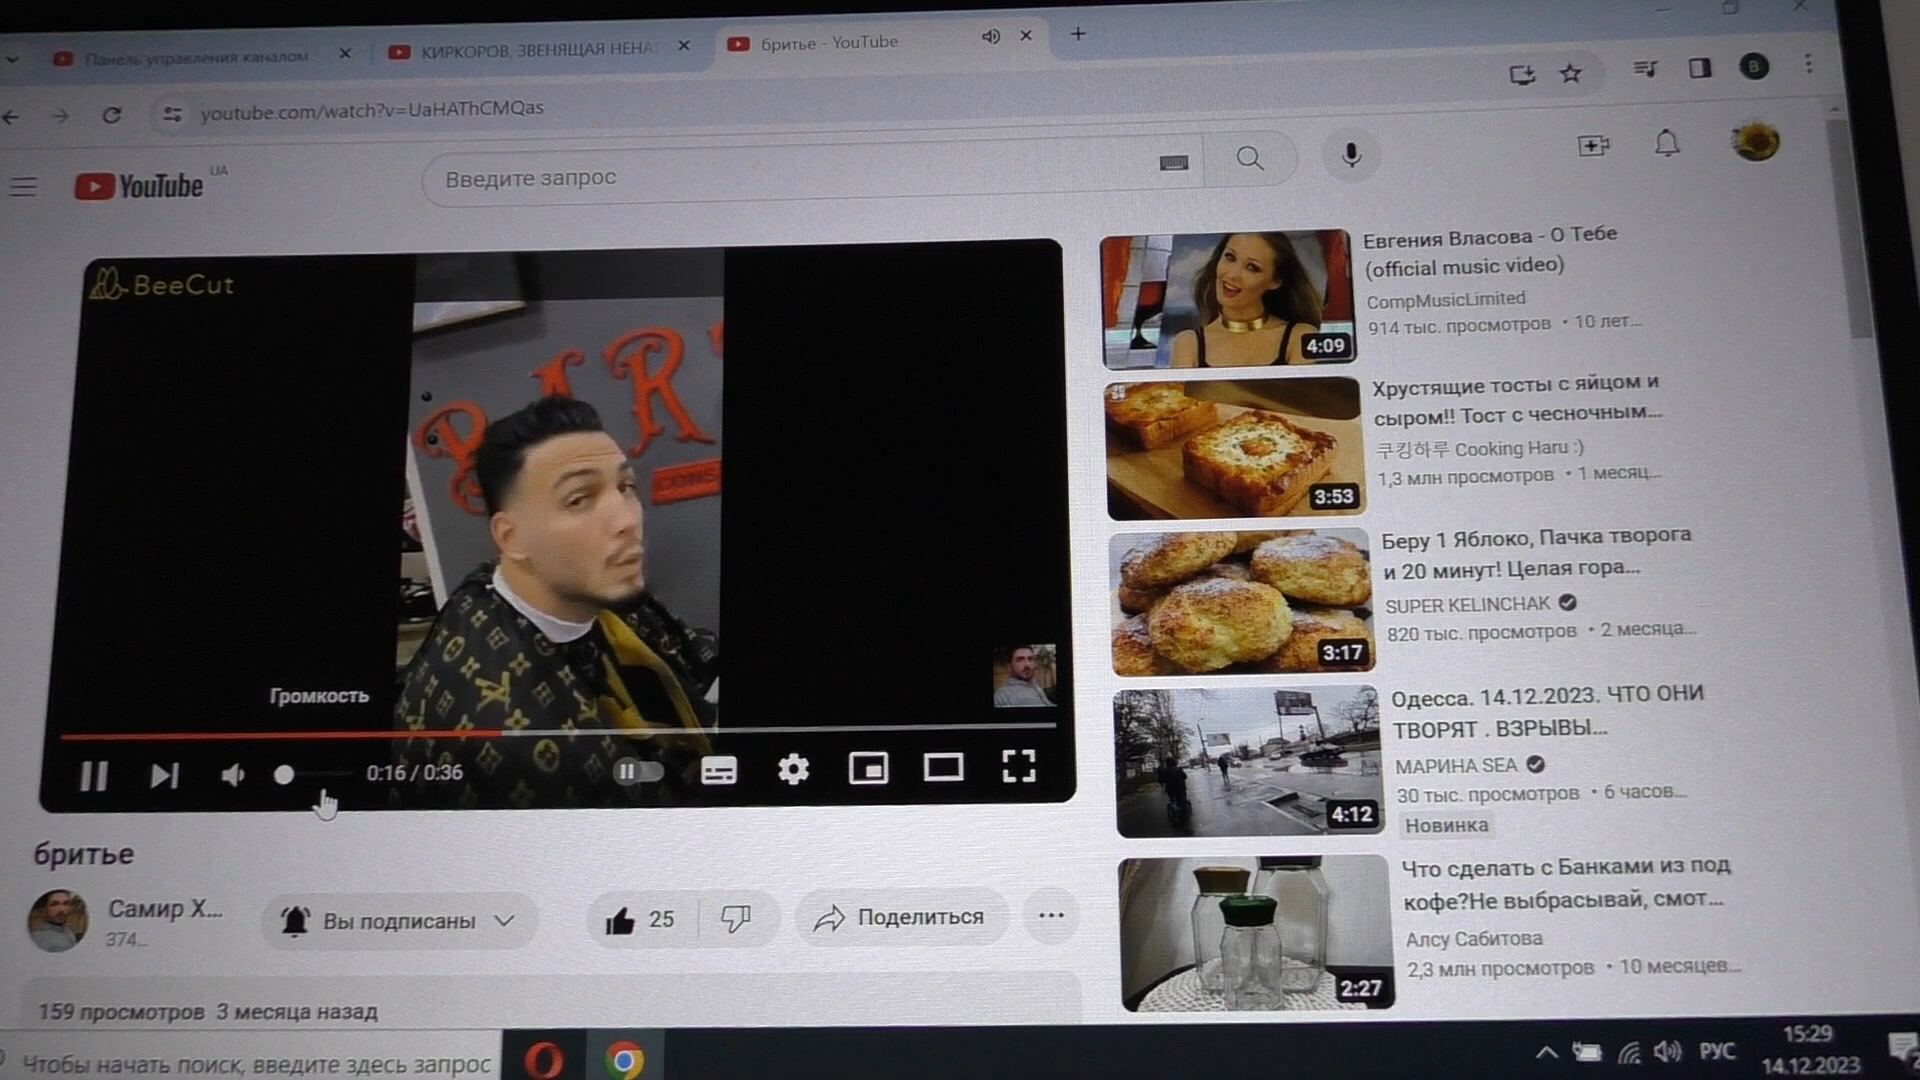 Панель управления каналом
КИРКОРОВ, ЗВЕНЯЩАЯ НЕНА
бритье - YouTube
youtube.com/watch?v=UaHAThCMQas
B
YouTube
UA
Введите запрос
BeeCut
BAR
CONS
Громкость
0:16 / 0:36
бритье
Самир Х...
374...
Вы подписаны
25
Поделиться
159 просмотров 3 месяца назад
Евгения Власова - О Тебе
(official music video)
CompMusicLimited
914 тыс. просмотров • 10 лет...
4:09
Хрустящие тосты с яйцом и
сыром!! Тост с чесночным...
쿠킹하루 Cooking Haru :)
1,3 млн просмотров • 1 месяц...
3:53
Беру 1 Яблоко, Пачка творога
и 20 минут! Целая гора...
SUPER KELINCHAK
820 тыс. просмотров • 2 месяца...
3:17
Одесса. 14.12.2023. ЧТО ОНИ
ТВОРЯТ . ВЗРЫВЫ...
МАРИНА SEA
30 тыс. просмотров • 6 часов...
Новинка
4:12
Что сделать с Банками из под
кофе?Не выбрасывай, смот...
Алсу Сабитова
2,3 млн просмотров • 10 месяцев...
2:27
Чтобы начать поиск, введите здесь запрос
РУС
15:29
14.12.2023